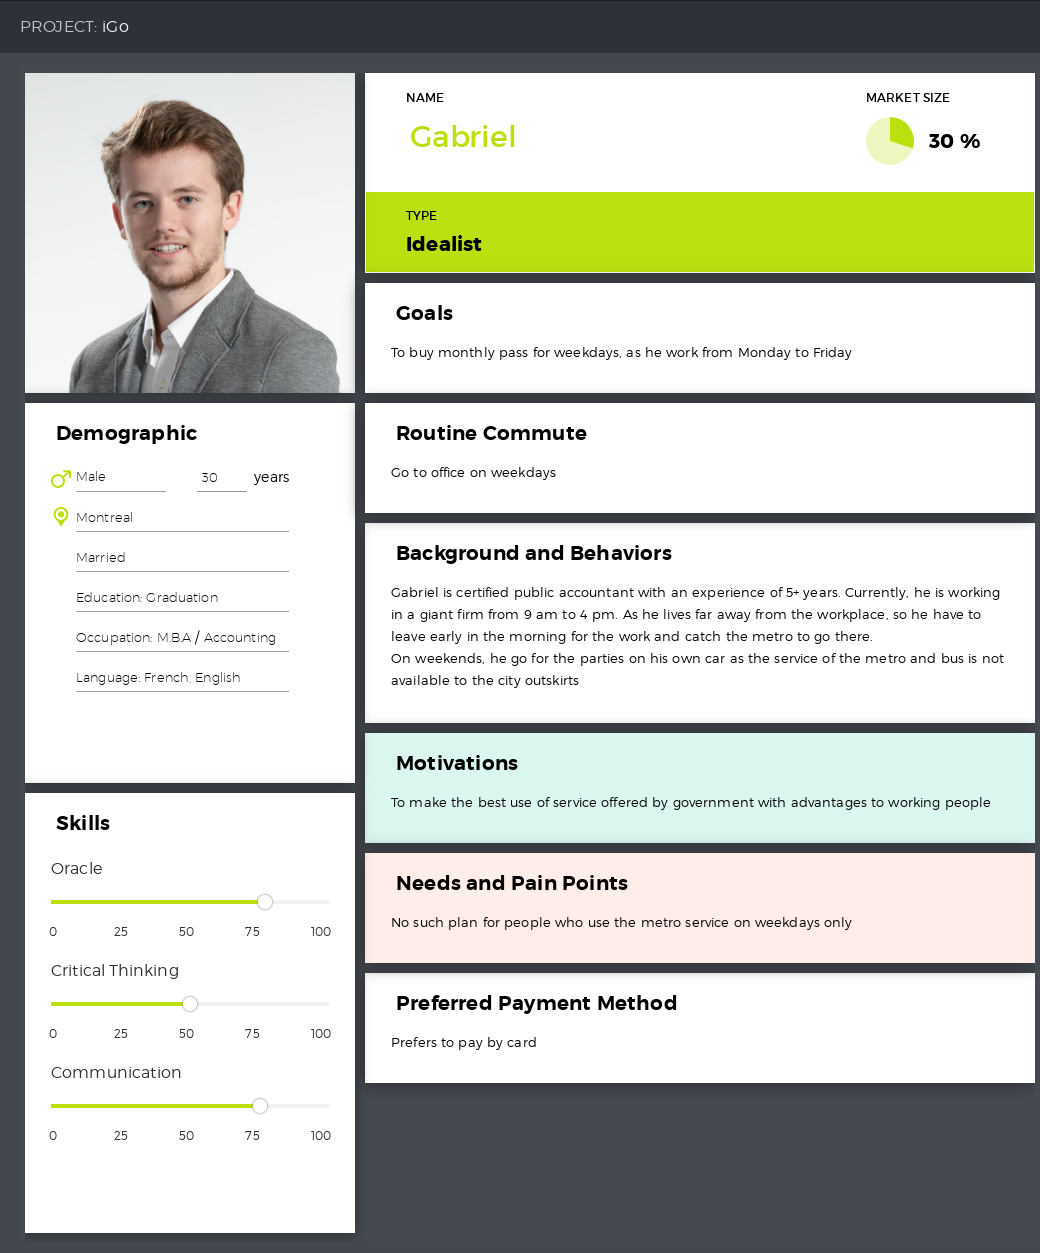 PROJECT: iGo
NAME
Gabriel
MARKET SIZE
30 %
TYPE
Idealist
Goals
To buy monthly pass for weekdays, as he work from Monday to Friday
Demographic
Male 30 years
Montreal
Married
Education: Graduation
Occupation: M.B.A / Accounting
Language: French, English
Skills
Oracle
0 25 50 75 100
Critical Thinking
0 25 50 75 100
Communication
0 25 50 75 100
Routine Commute
Go to office on weekdays
Background and Behaviors
Gabriel is certified public accountant with an experience of 5+ years. Currently, he is working
in a giant firm from 9 am to 4 pm. As he lives far away from the workplace, so he have to
leave early in the morning for the work and catch the metro to go there.
On weekends, he go for the parties on his own car as the service of the metro and bus is not
available to the city outskirts
Motivations
To make the best use of service offered by government with advantages to working people
Needs and Pain Points
No such plan for people who use the metro service on weekdays only
Preferred Payment Method
Prefers to pay by card